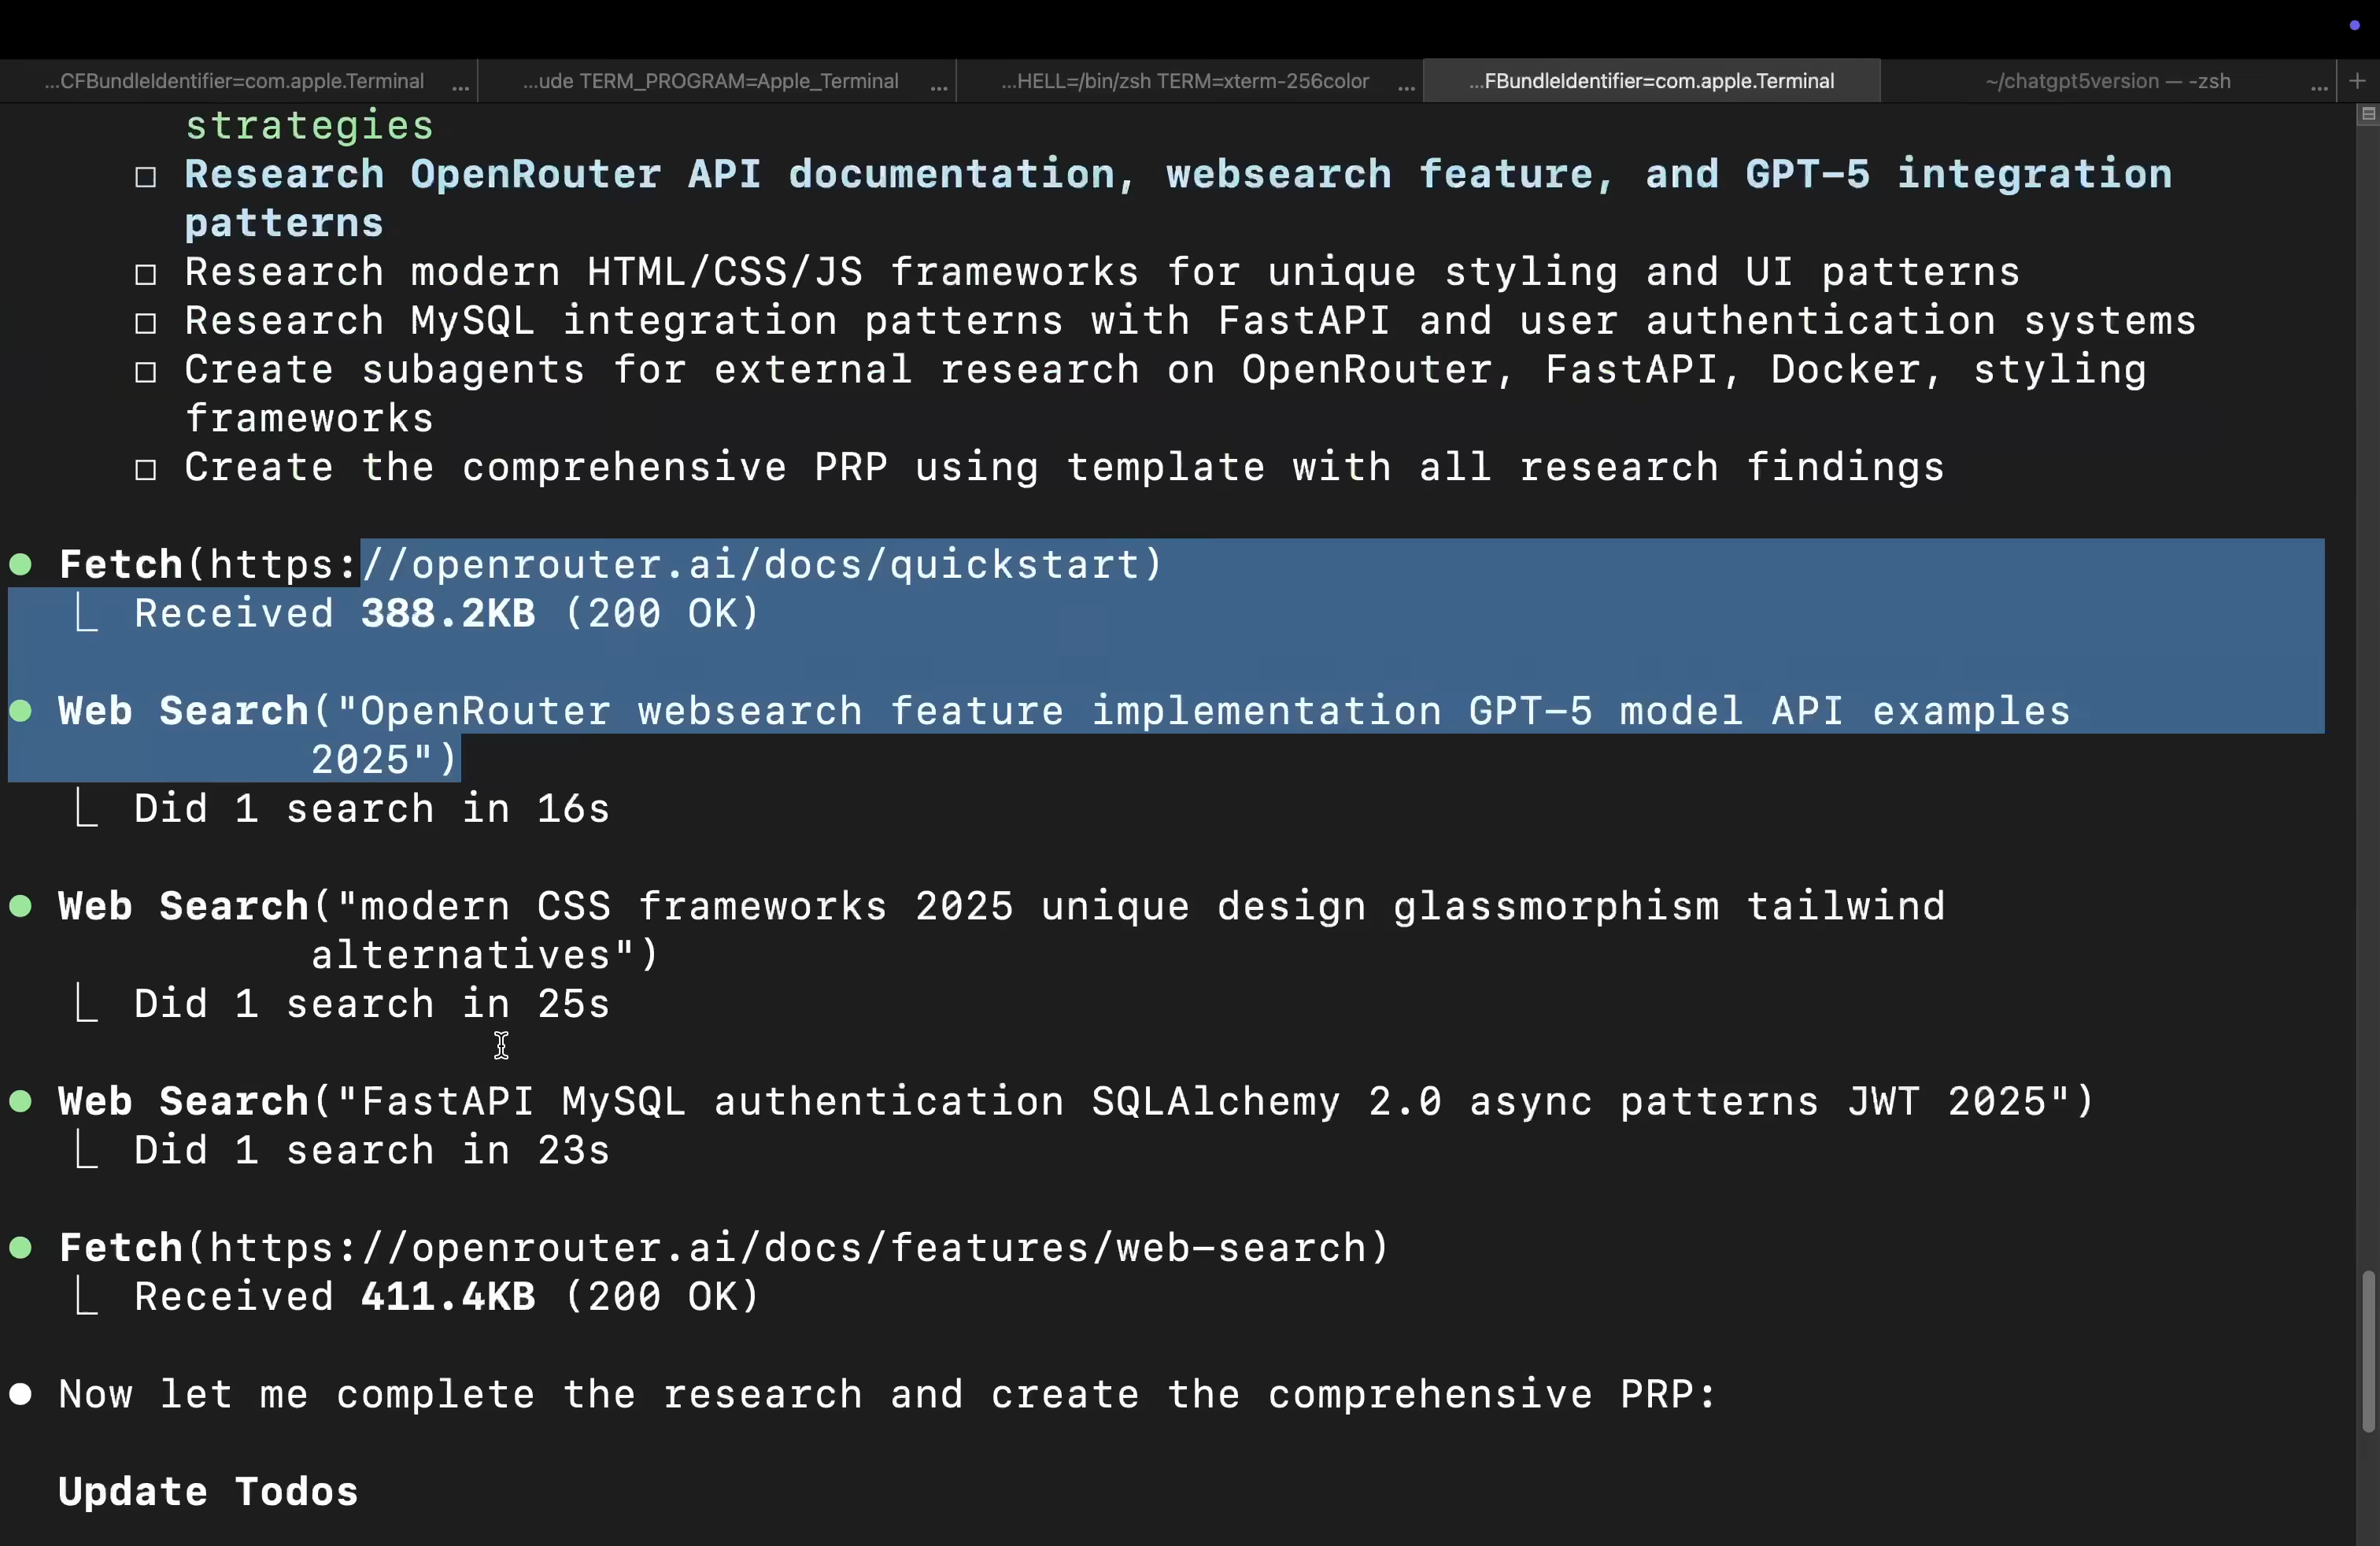 ...CFBundleIdentifier=com.apple.Terminal ... ...ude TERM_PROGRAM=Apple_Terminal ... ...HELL=/bin/zsh TERM=xterm-256color ... ...FBundleIdentifier=com.apple.Terminal ~/chatgpt5version — -zsh ... +
strategies
☐ Research OpenRouter API documentation, websearch feature, and GPT-5 integration
patterns
☐ Research modern HTML/CSS/JS frameworks for unique styling and UI patterns
☐ Research MySQL integration patterns with FastAPI and user authentication systems
☐ Create subagents for external research on OpenRouter, FastAPI, Docker, styling
frameworks
☐ Create the comprehensive PRP using template with all research findings
● Fetch(https://openrouter.ai/docs/quickstart)
⎿ Received 388.2KB (200 OK)
● Web Search("OpenRouter websearch feature implementation GPT-5 model API examples
2025")
⎿ Did 1 search in 16s
● Web Search("modern CSS frameworks 2025 unique design glassmorphism tailwind
alternatives")
⎿ Did 1 search in 25s
● Web Search("FastAPI MySQL authentication SQLAlchemy 2.0 async patterns JWT 2025")
⎿ Did 1 search in 23s
● Fetch(https://openrouter.ai/docs/features/web-search)
⎿ Received 411.4KB (200 OK)
● Now let me complete the research and create the comprehensive PRP:
Update Todos